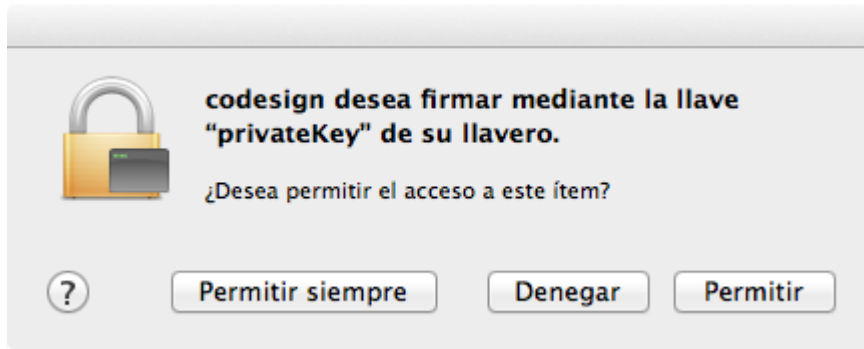 codesign desea firmar mediante la llave
“privateKey” de su llavero.
¿Desea permitir el acceso a este ítem?
?
Permitir siempre
Denegar
Permitir